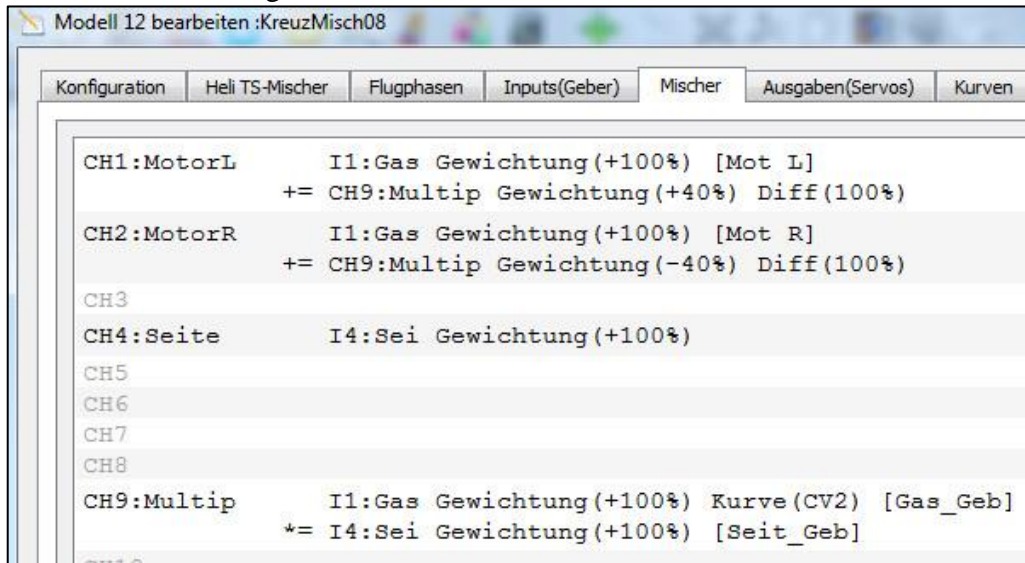 Modell 12 bearbeiten :KreuzMisch08
Konfiguration Heli TS-Mischer Flugphasen Inputs(Geber) Mischer Ausgaben(Servos) Kurven
CH1:MotorL I1:Gas Gewichtung(+100%) [Mot L]
+= CH9:Multip Gewichtung(+40%) Diff(100%)
CH2:MotorR I1:Gas Gewichtung(+100%) [Mot R]
+= CH9:Multip Gewichtung(-40%) Diff(100%)
CH3
CH4:Seite I4:Sei Gewichtung(+100%)
CH5
CH6
CH7
CH8
CH9:Multip I1:Gas Gewichtung(+100%) Kurve(CV2) [Gas_Geb]
*= I4:Sei Gewichtung(+100%) [Seit_Geb]